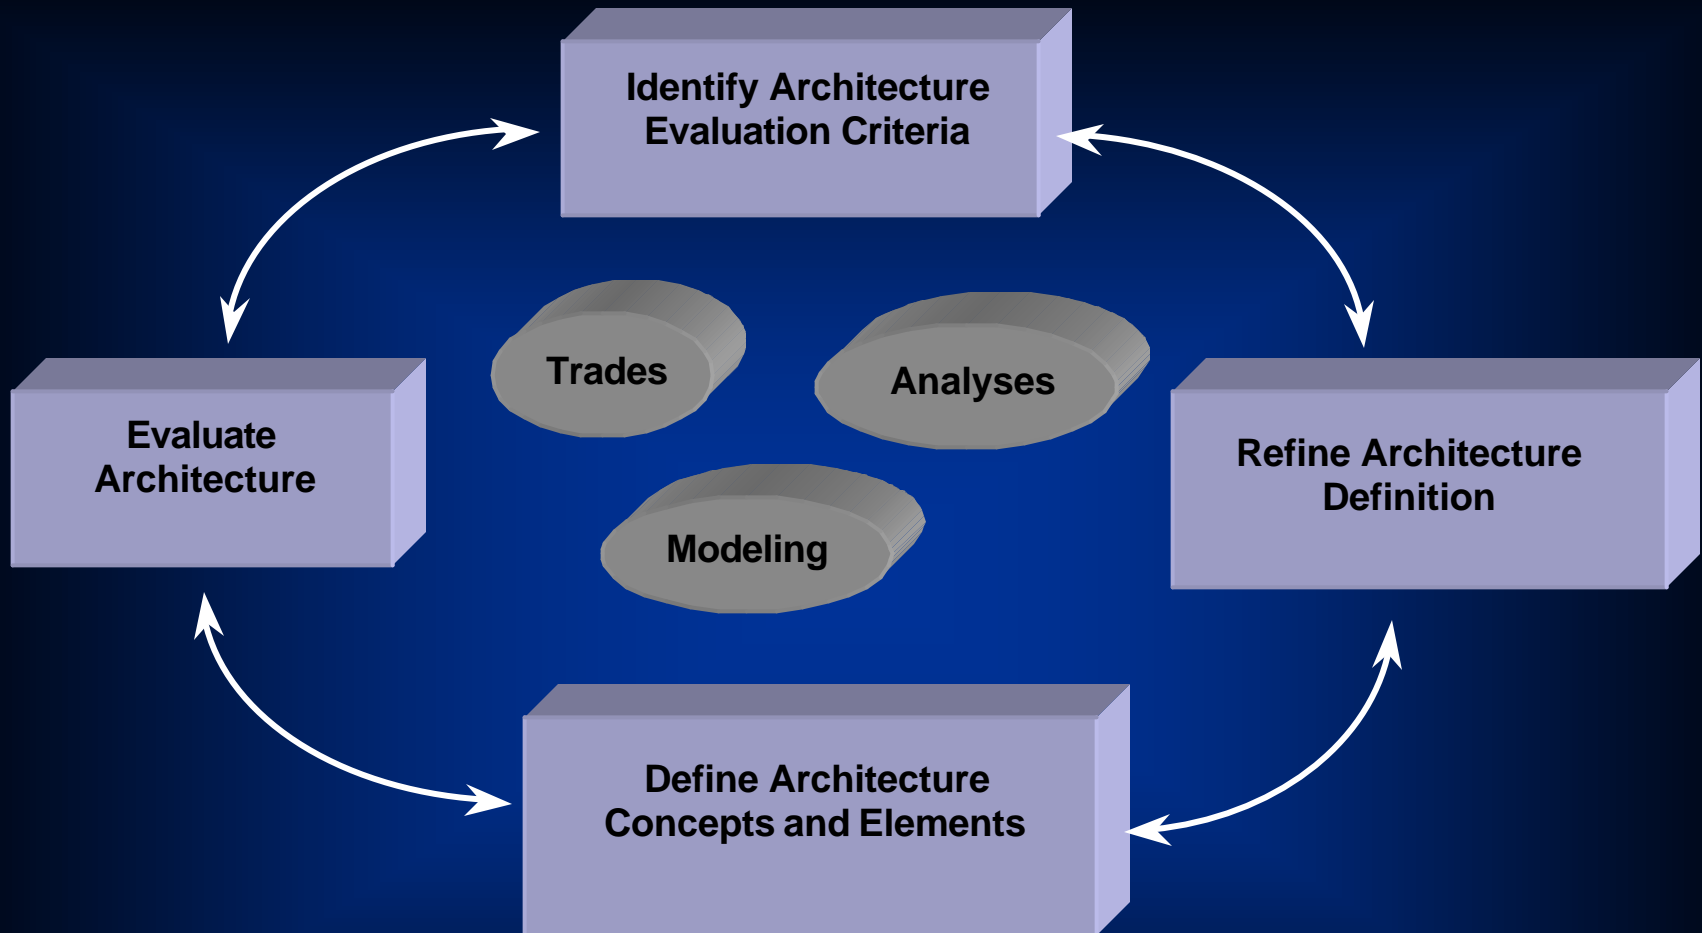 Identify Architecture
Evaluation Criteria
Trades
Analyses
Evaluate
Architecture
Refine Architecture
Definition
Modeling
Define Architecture
Concepts and Elements